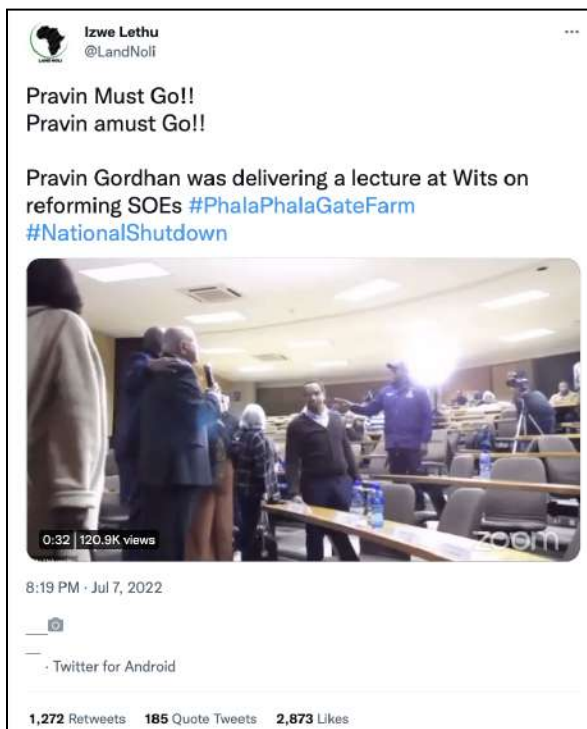 Izwe Lethu
@LandNoli
LAND NOLI
Pravin Must Go!!
Pravin amust Go!!
Pravin Gordhan was delivering a lecture at Wits on
reforming SOEs #PhalaPhalaGateFarm
#NationalShutdown
0:32 120.9K views
zoom
8:19 PM · Jul 7, 2022
· Twitter for Android
1,272 Retweets 185 Quote Tweets 2,873 Likes